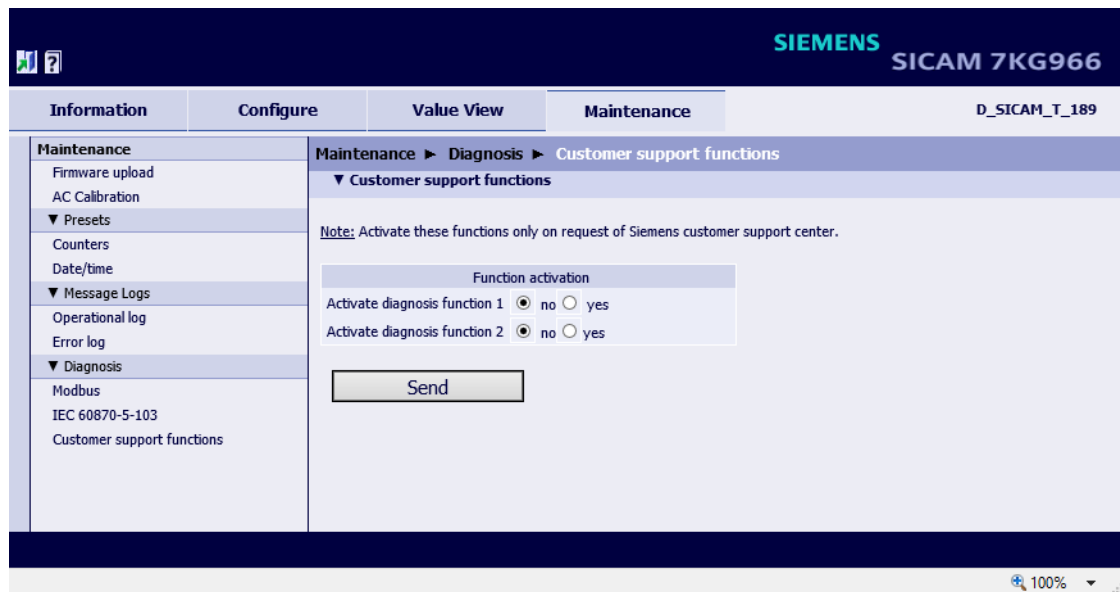 SIEMENS
SICAM 7KG966
Information Configure Value View Maintenance D_SICAM_T_189
Maintenance
Firmware upload
AC Calibration
▼ Presets
Counters
Date/time
▼ Message Logs
Operational log
Error log
▼ Diagnosis
Modbus
IEC 60870-5-103
Customer support functions
Maintenance ► Diagnosis ► Customer support functions
▼ Customer support functions
Note: Activate these functions only on request of Siemens customer support center.
Function activation
Activate diagnosis function 1 no yes
Activate diagnosis function 2 no yes
Send
100%